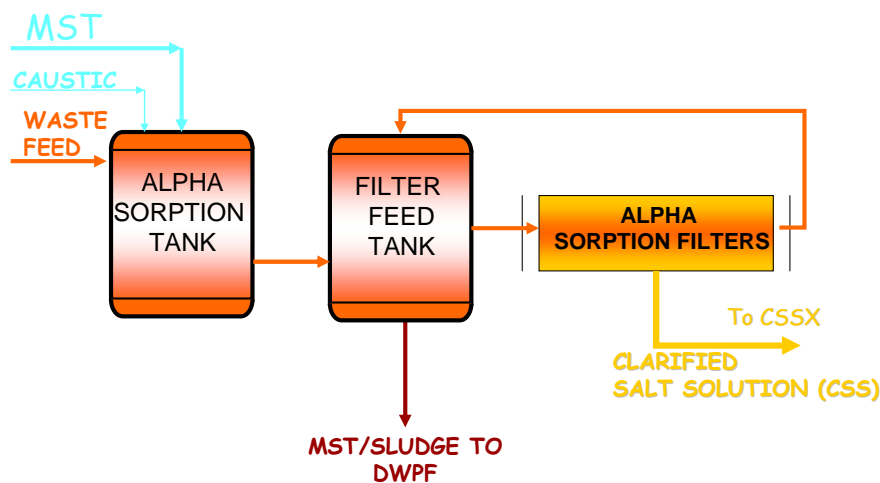 MST
CAUSTIC
WASTE
FEED
ALPHA
SORPTION
TANK
FILTER
FEED
TANK
ALPHA
SORPTION FILTERS
To CSSX
CLARIFIED
SALT SOLUTION (CSS)
MST/SLUDGE TO
DWPF